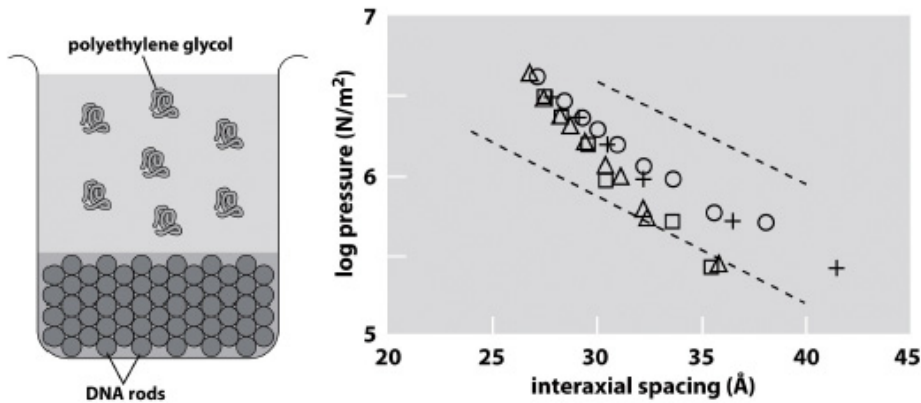 polyethylene glycol
DNA rods
log pressure (N/m²)
7
6
5
20 25 30 35 40 45
interaxial spacing (Å)